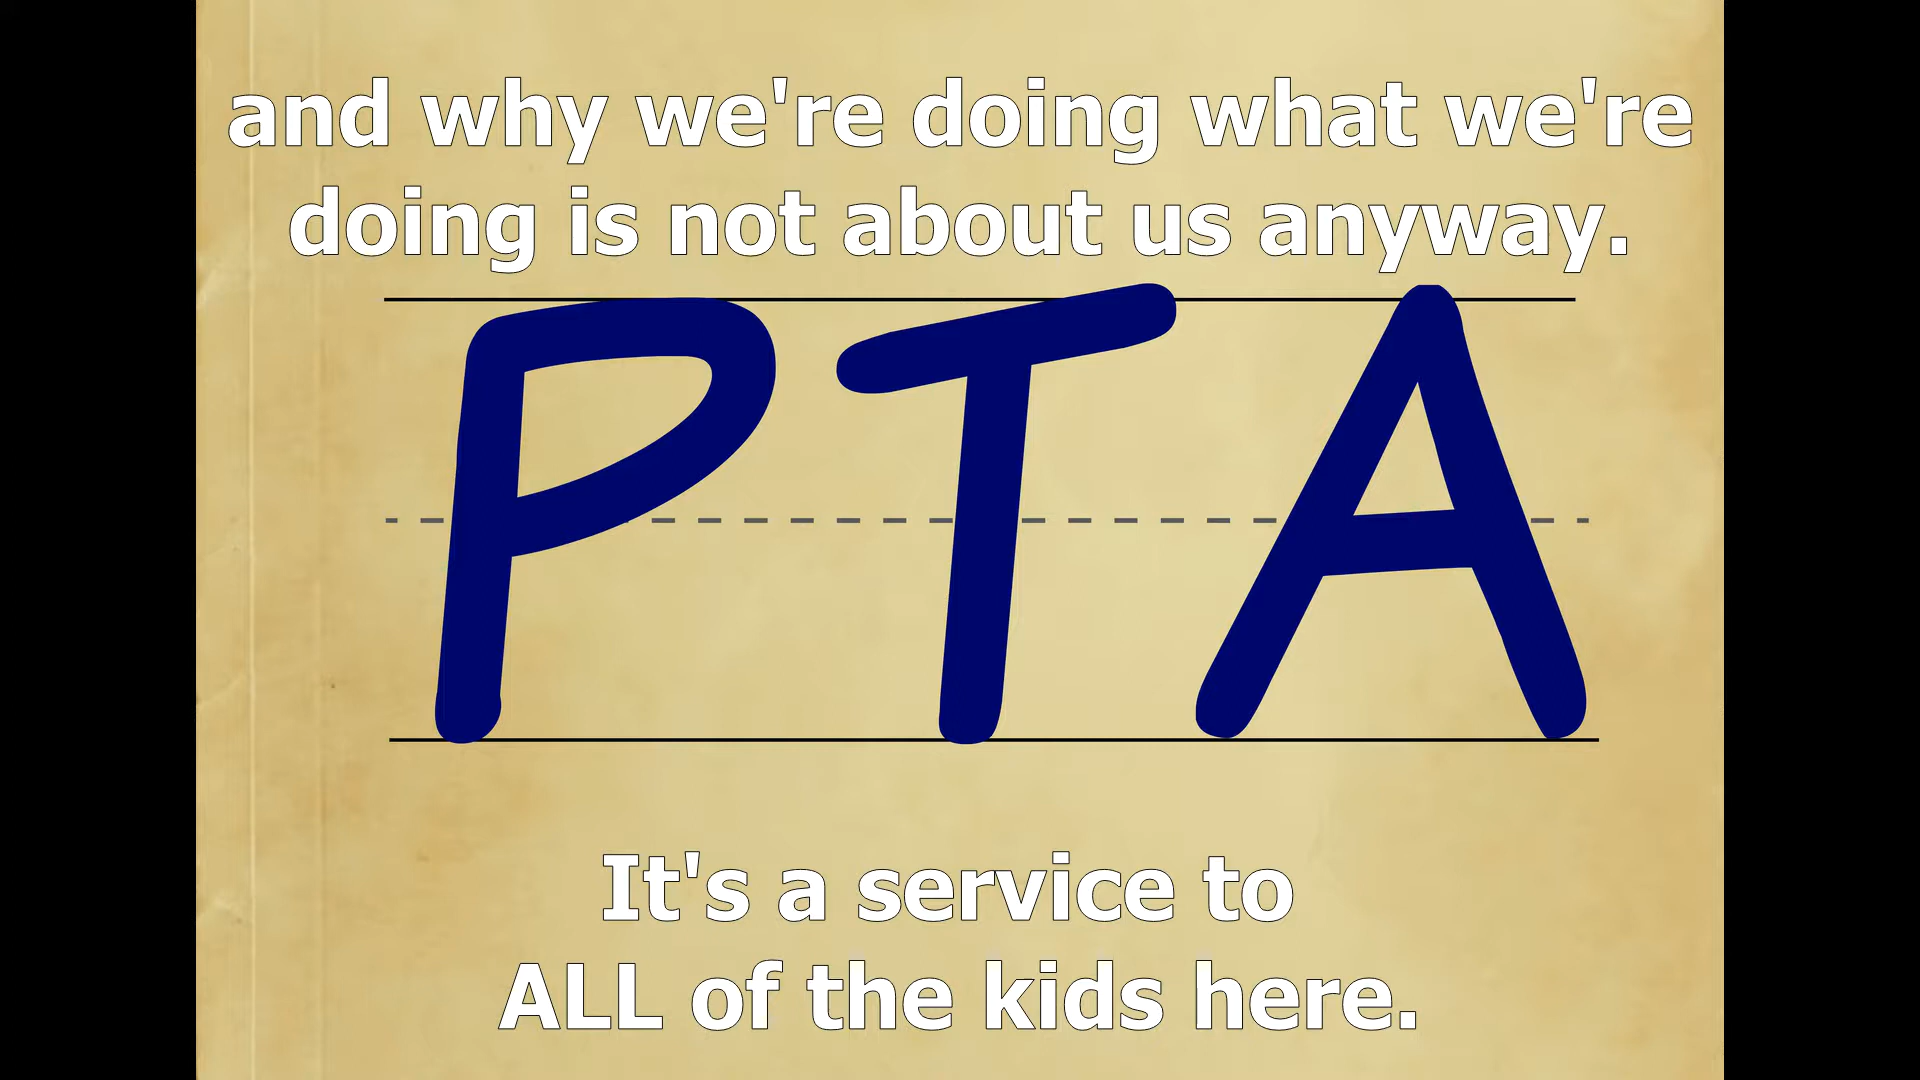 and why we're doing what we're
doing is not about us anyway.
PTA
It's a service to
ALL of the kids here.